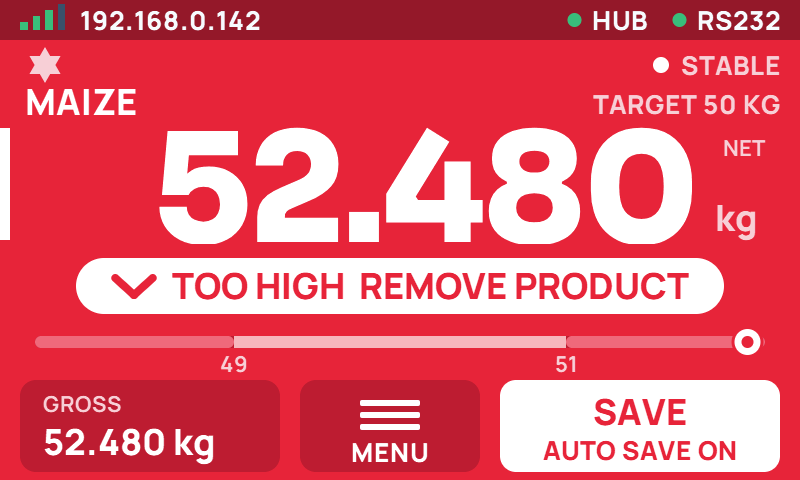 192.168.0.142 HUB RS232
STABLE
MAIZE
TARGET 50 KG
52.480 NET kg
TOO HIGH REMOVE PRODUCT
49 51
GROSS
52.480 kg
MENU
SAVE
AUTO SAVE ON